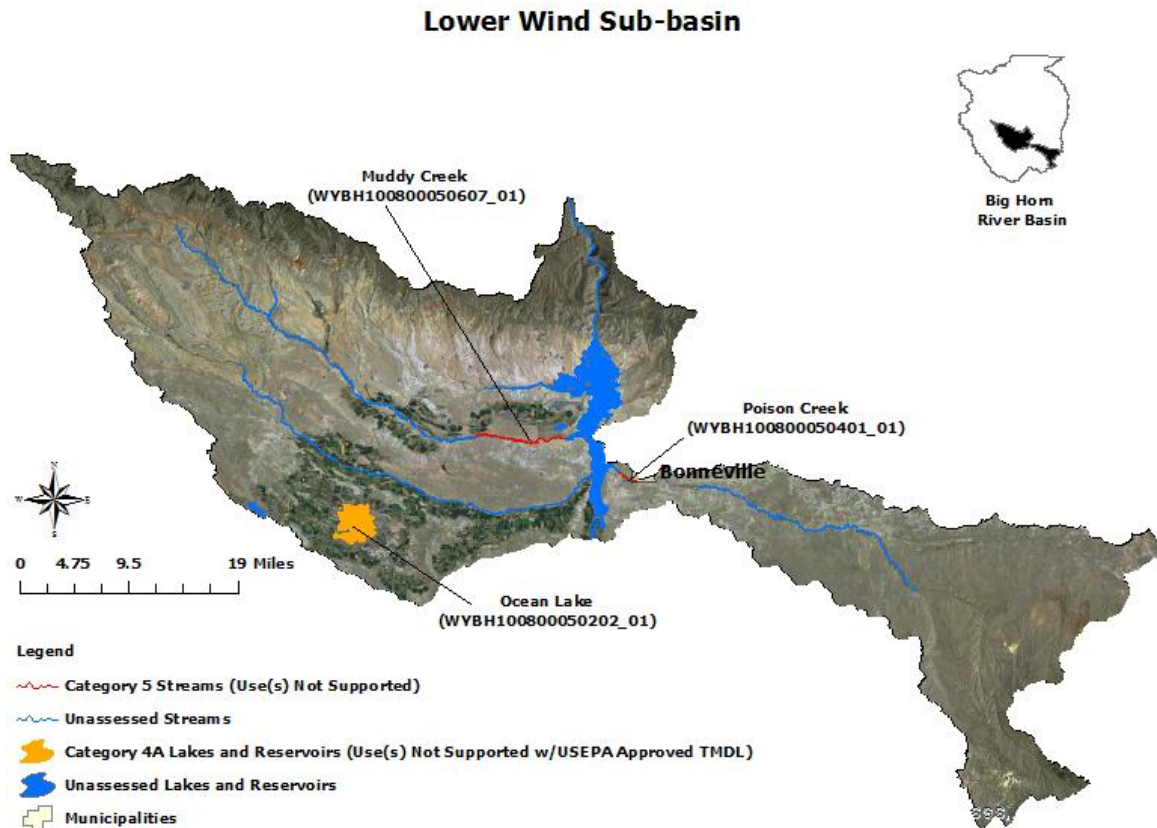 Lower Wind Sub-basin
Big Horn
River Basin
Muddy Creek
(WYBH100800050607_01)
Poison Creek
(WYBH100800050401_01)
Bonneville
N
W E
S
0 4.75 9.5 19 Miles
Ocean Lake
(WYBH100800050202_01)
Legend
Category 5 Streams (Use(s) Not Supported)
Unassessed Streams
Category 4A Lakes and Reservoirs (Use(s) Not Supported w/USEPA Approved TMDL)
Unassessed Lakes and Reservoirs
Municipalities